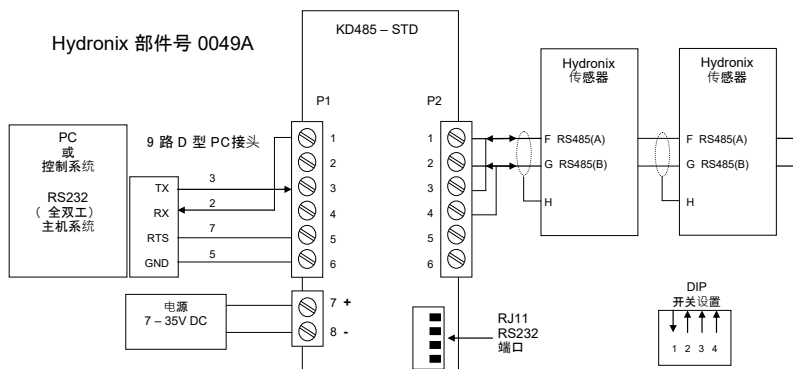 Hydronix 部件号 0049A
KD485 – STD
P1
P2
Hydronix
传感器
Hydronix
传感器
PC
或
控制系统
RS232
( 全双工 )
主机系统
9 路 D 型 PC接头
TX
RX
RTS
GND
3
2
7
5
1
2
3
4
5
6
1
2
3
4
5
6
F RS485(A)
G RS485(B)
H
F RS485(A)
G RS485(B)
H
电源
7 – 35V DC
7 +
8 -
RJ11
RS232
端口
DIP
开关设置
1 2 3 4